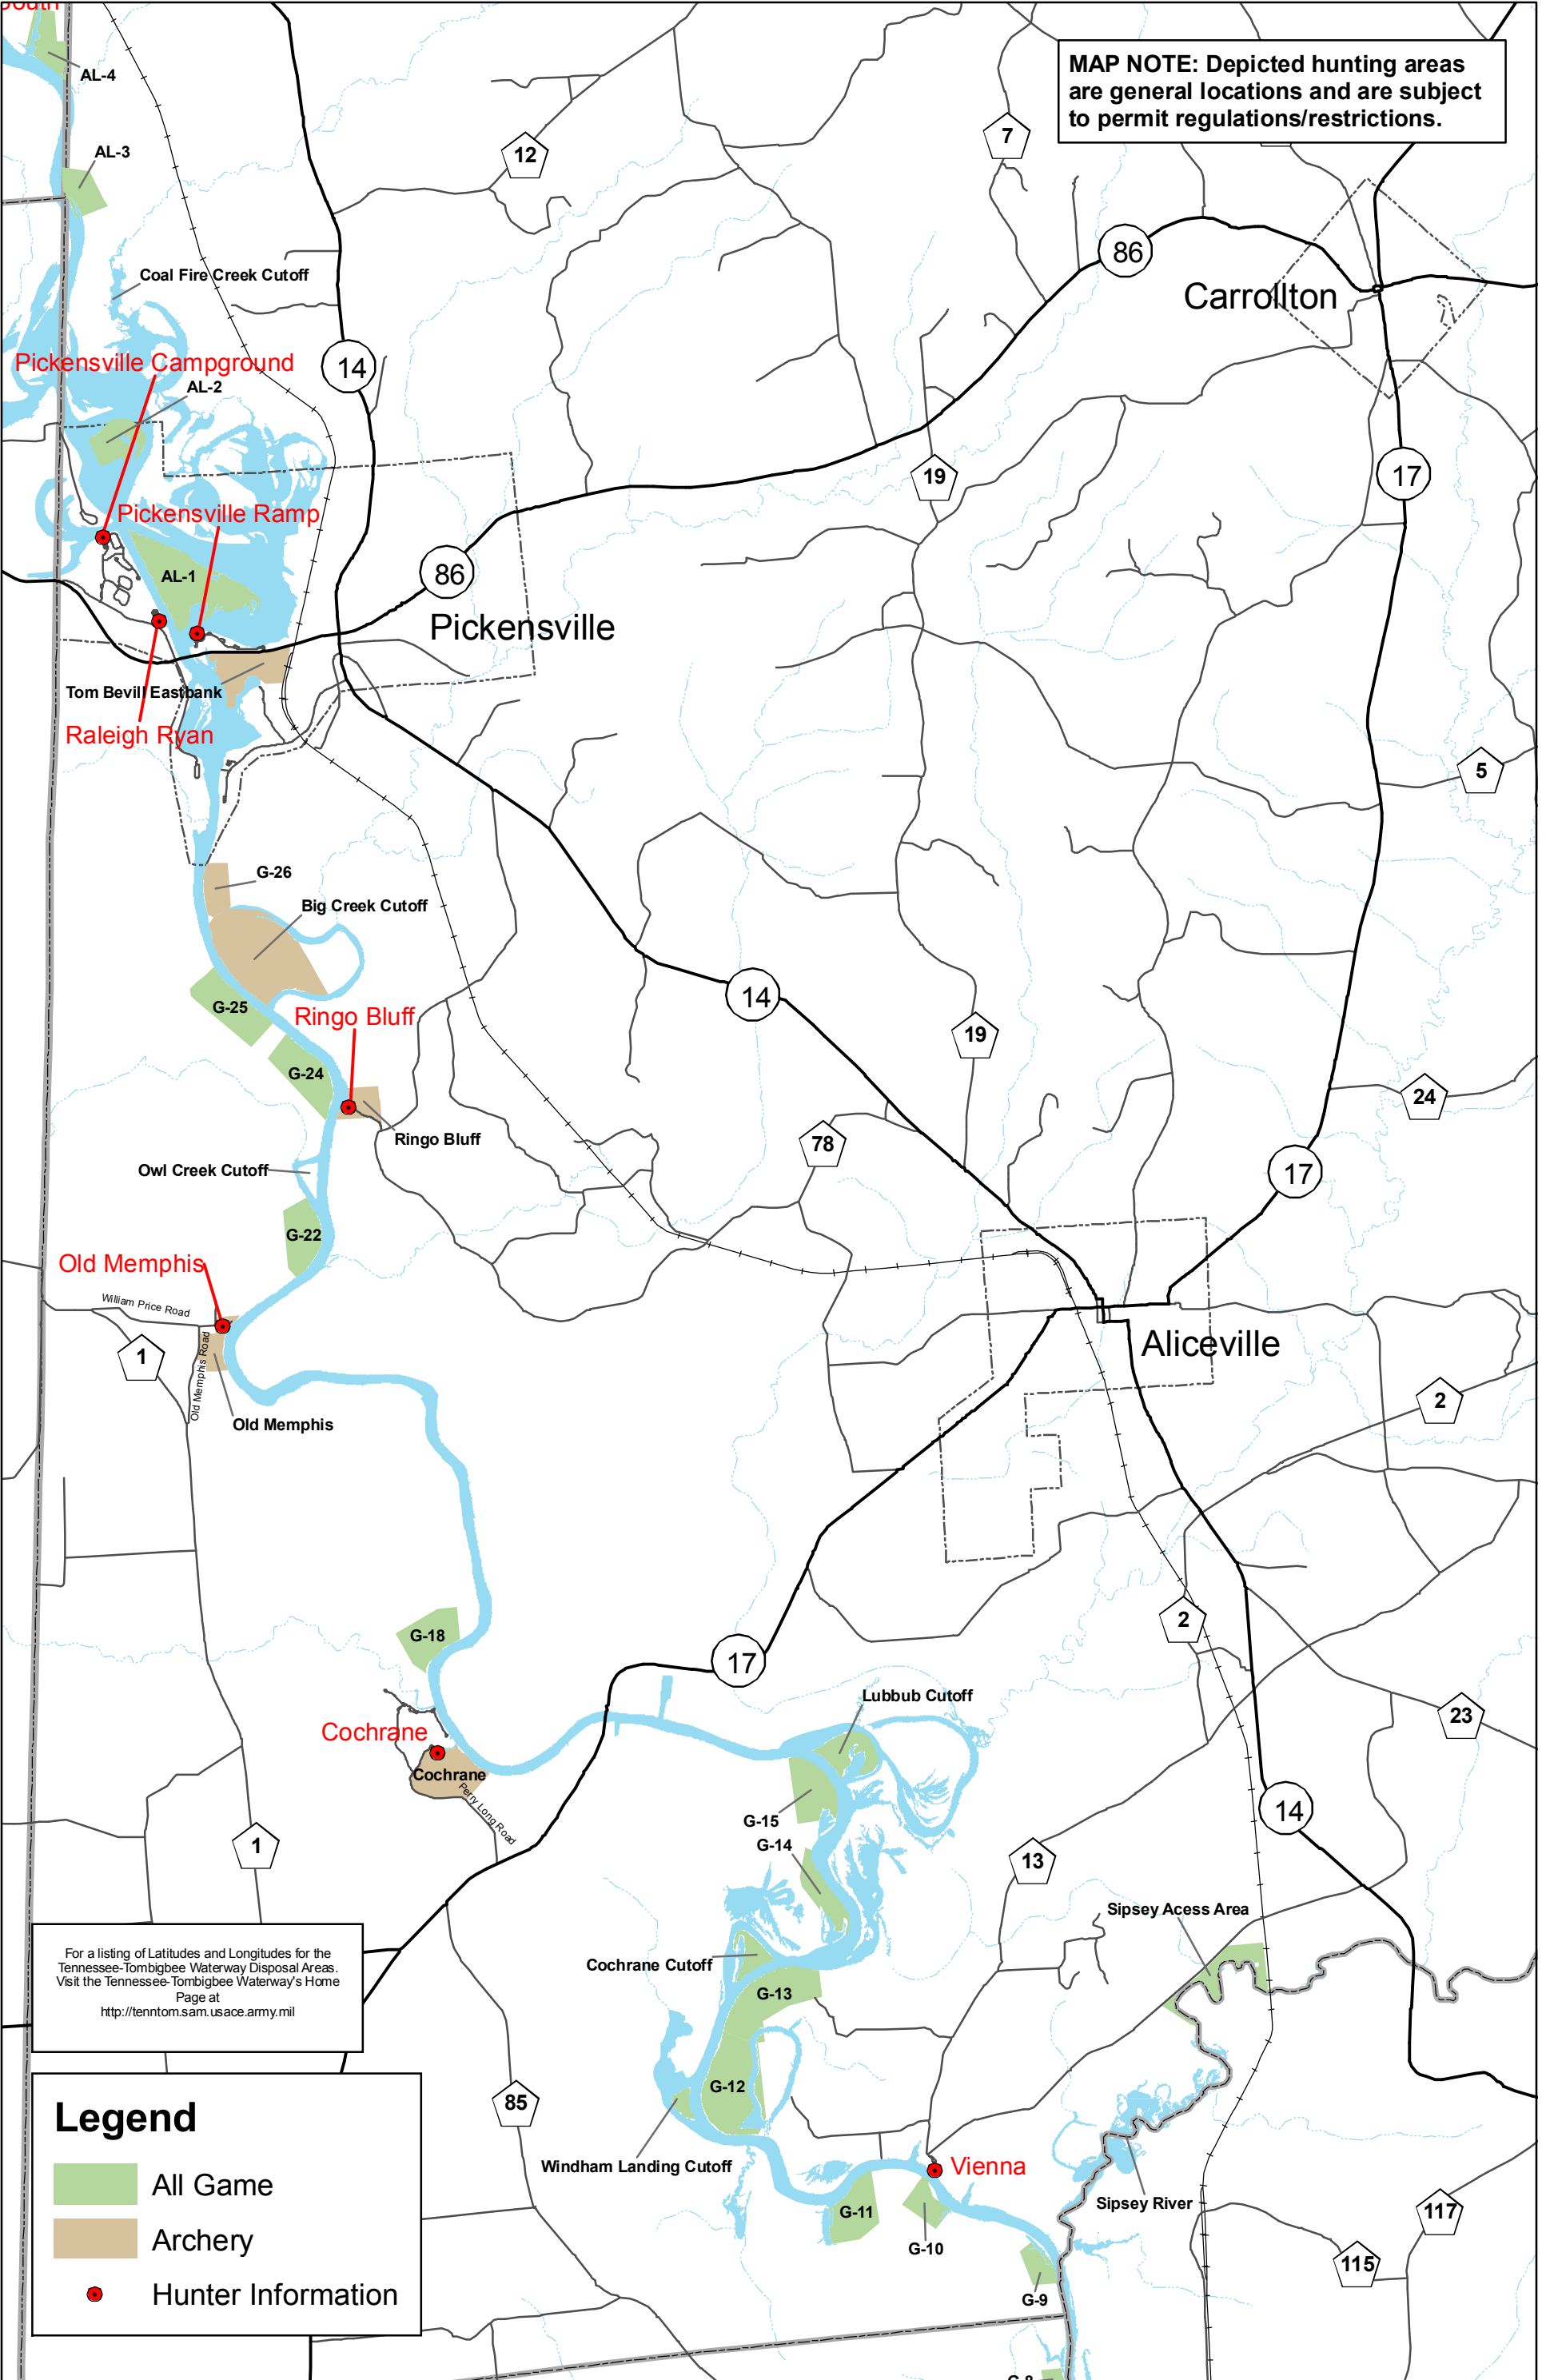 South
AL-4
MAP NOTE: Depicted hunting areas
are general locations and are subject
to permit regulations/restrictions.
7
12
AL-3
86
Coal Fire Creek Cutoff
Carrollton
Pickensville Campground
14
AL-2
17
19
Pickensville Ramp
86
AL-1
Pickensville
Tom Bevill Eastbank
Raleigh Ryan
5
G-26
Big Creek Cutoff
14
G-25
Ringo Bluff
19
G-24
24
Ringo Bluff
78
Owl Creek Cutoff
17
G-22
Old Memphis
William Price Road
Aliceville
1
Old Memphis Road
2
Old Memphis
2
G-18
17
Lubbub Cutoff
23
Cochrane
Cochrane
Perry Long Road
14
G-15
G-14
1
13
Sipsey Acess Area
For a listing of Latitudes and Longitudes for the
Tennessee-Tombigbee Waterway Disposal Areas.
Visit the Tennessee-Tombigbee Waterway's Home
Page at
http://tenntom.sam.usace.army.mil
Cochrane Cutoff
G-13
G-12
85
Legend
All Game
Archery
Hunter Information
Windham Landing Cutoff
Vienna
Sipsey River
G-11
117
G-10
115
G-9
G-8